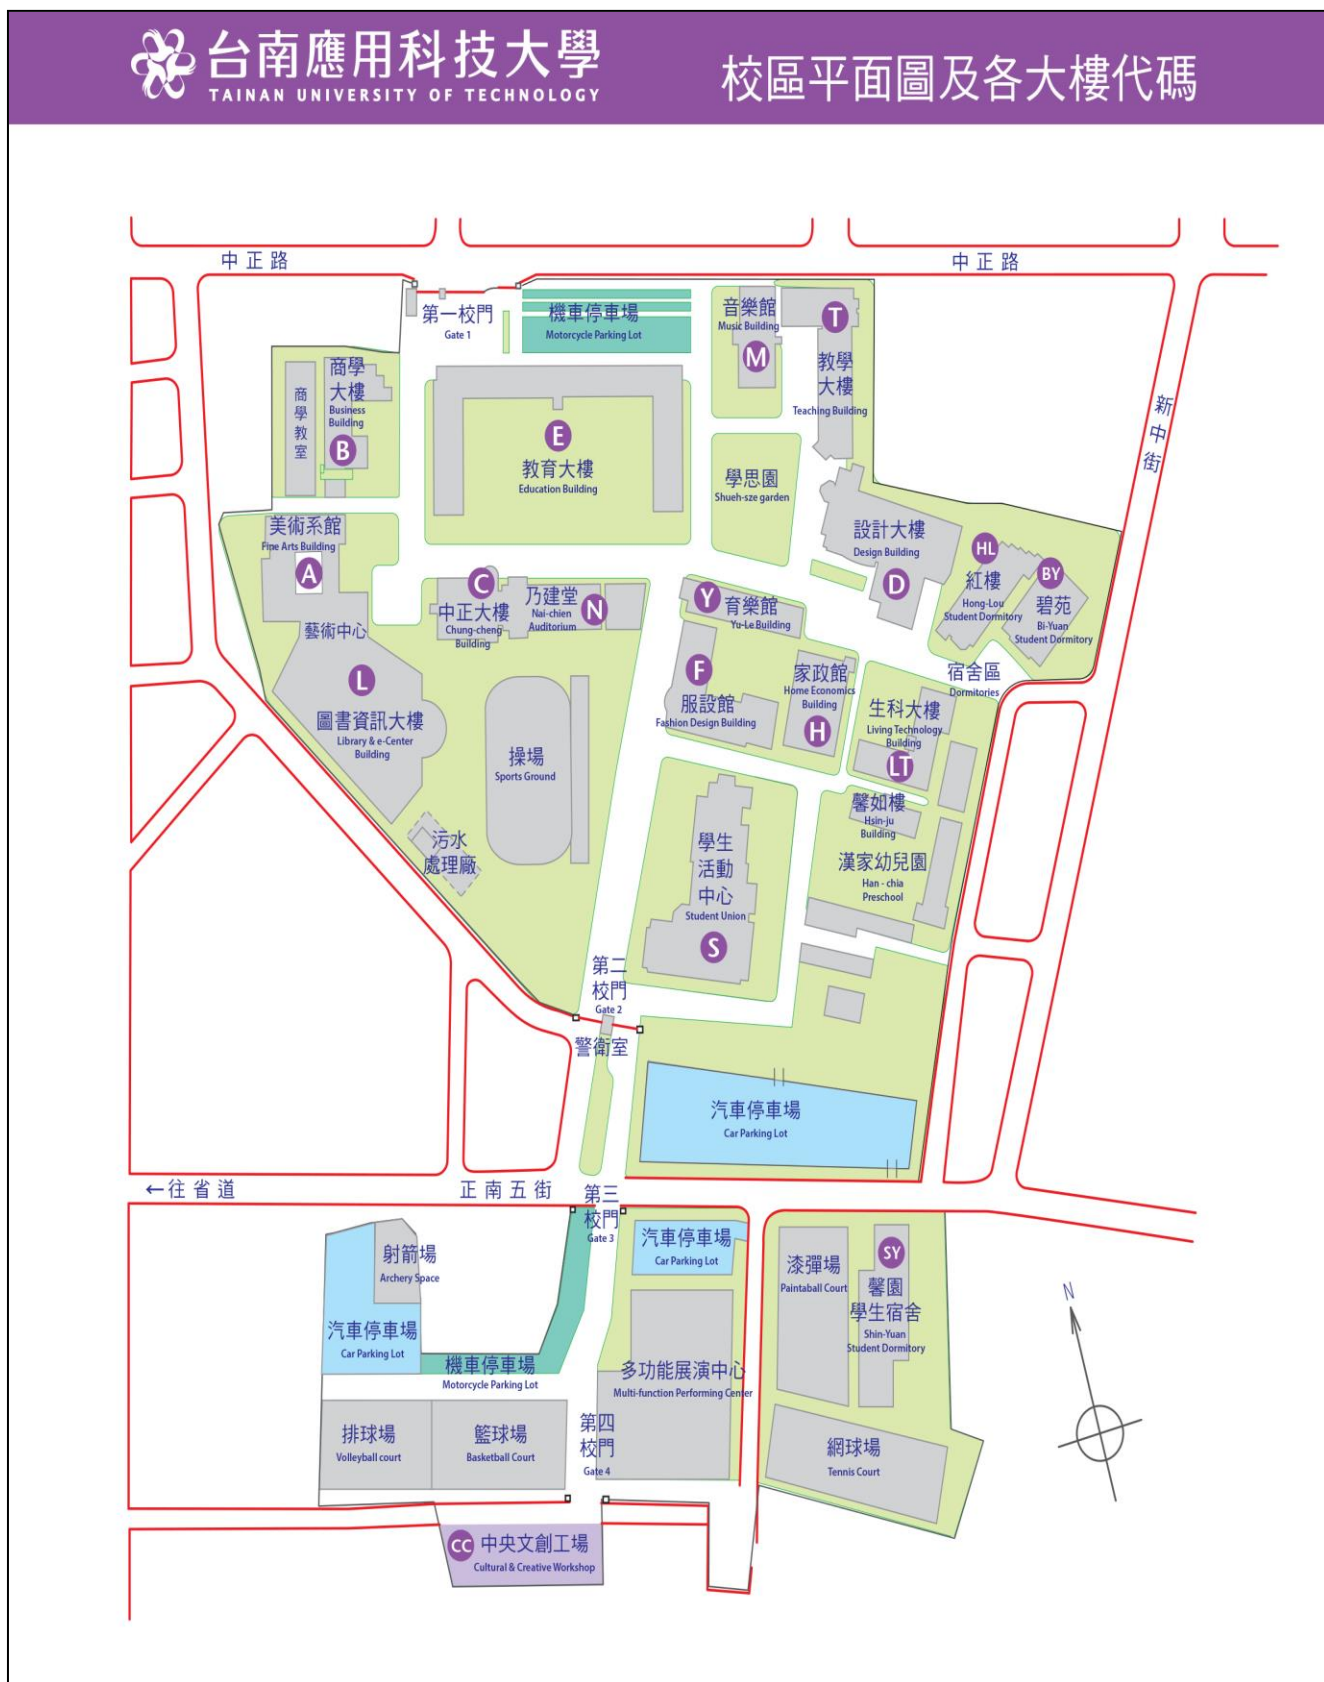 台南應用科技大學
TAINAN UNIVERSITY OF TECHNOLOGY
校區平面圖及各大樓代碼
中正路
中正路
第一校門
Gate 1
機車停車場
Motorcycle Parking Lot
音樂館
Music Building
M
T
教學
大樓
Teaching Building
新中街
商學教室
商學
大樓
Business
Building
B
E
教育大樓
Education Building
學思園
Shueh-sze garden
美術系館
Fine Arts Building
A
藝術中心
C
中正大樓
Chung-cheng
Building
乃建堂
Nai-chien
Auditorium
N
設計大樓
Design Building
D
HL
紅樓
Hong-Lou
Student Dormitory
BY
碧苑
Bi-Yuan
Student Dormitory
宿舍區
Dormitories
Y
育樂館
Yu-Le Building
F
服設館
Fashion Design Building
家政館
Home Economics
Building
H
生科大樓
Living Technology
Building
LT
L
圖書資訊大樓
Library & e-Center
Building
操場
Sports Ground
污水
處理廠
馨如樓
Hsin-ju
Building
漢家幼兒園
Han - chia
Preschool
學生
活動
中心
Student Union
S
第二
校門
Gate 2
警衛室
汽車停車場
Car Parking Lot
←往省道
正南五街
第三
校門
Gate 3
汽車停車場
Car Parking Lot
射箭場
Archery Space
汽車停車場
Car Parking Lot
機車停車場
Motorcycle Parking Lot
漆彈場
Paintaball Court
SY
馨園
學生宿舍
Shin-Yuan
Student Dormitory
多功能展演中心
Multi-function Performing Center
排球場
Volleyball court
籃球場
Basketball Court
第四
校門
Gate 4
網球場
Tennis Court
N
CC
中央文創工場
Cultural & Creative Workshop